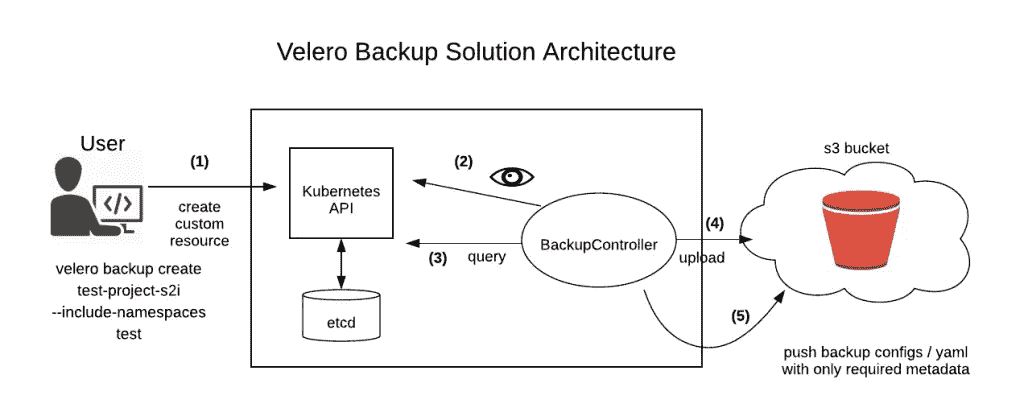 Velero Backup Solution Architecture
User
(1)
create
custom
resource
velero backup create
test-project-s2i
--include-namespaces
test
Kubernetes
API
etcd
(2)
(3)
query
BackupController
(4)
upload
(5)
s3 bucket
</>
push backup configs / yaml
with only required metadata